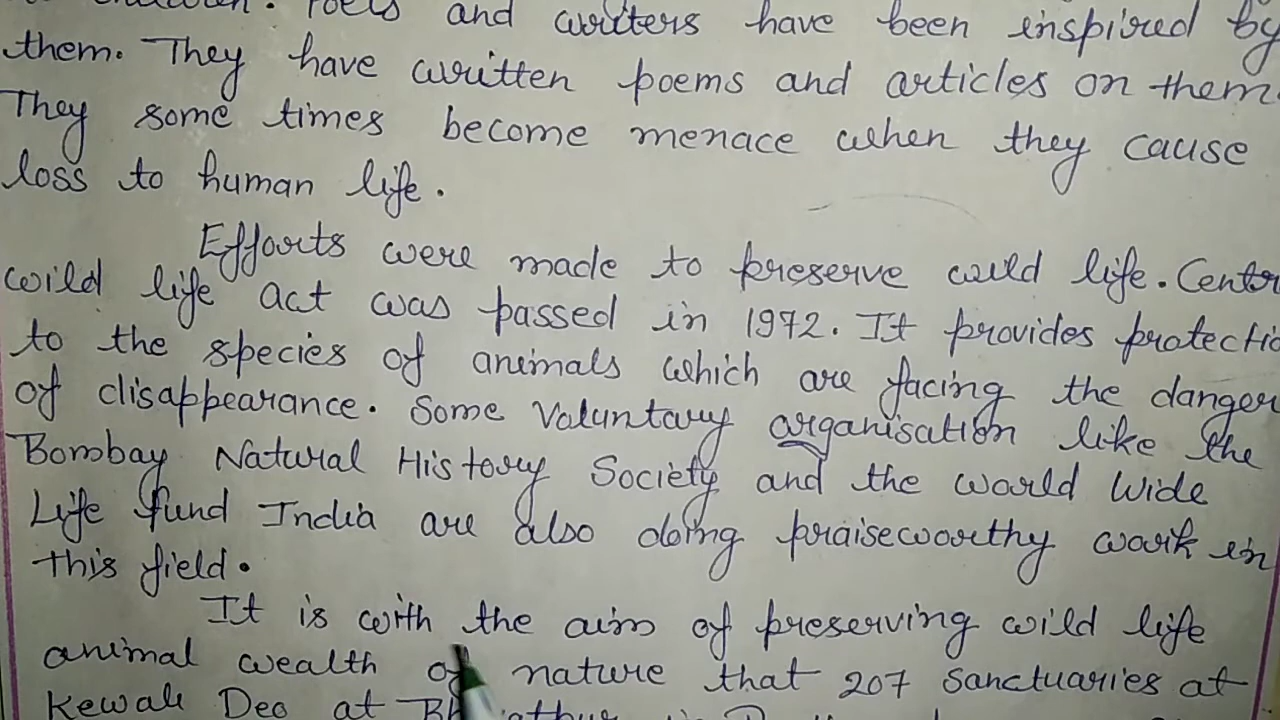 children. Poets and writers have been inspired by
them. They have written poems and articles on them.
They some times become menace when they cause
loss to human life.
Efforts were made to preserve wild life. Centr
wild life act was passed in 1972. It provides protectio
to the species of animals which are facing the danger
of disappearance. Some Voluntary organisation like the
Bombay Natural History Society and the world Wide
Life fund India are also doing praiseworthy work in
this field.
It is with the aim of preserving wild life
animal wealth of nature that 207 Sanctuaries at
Deo at